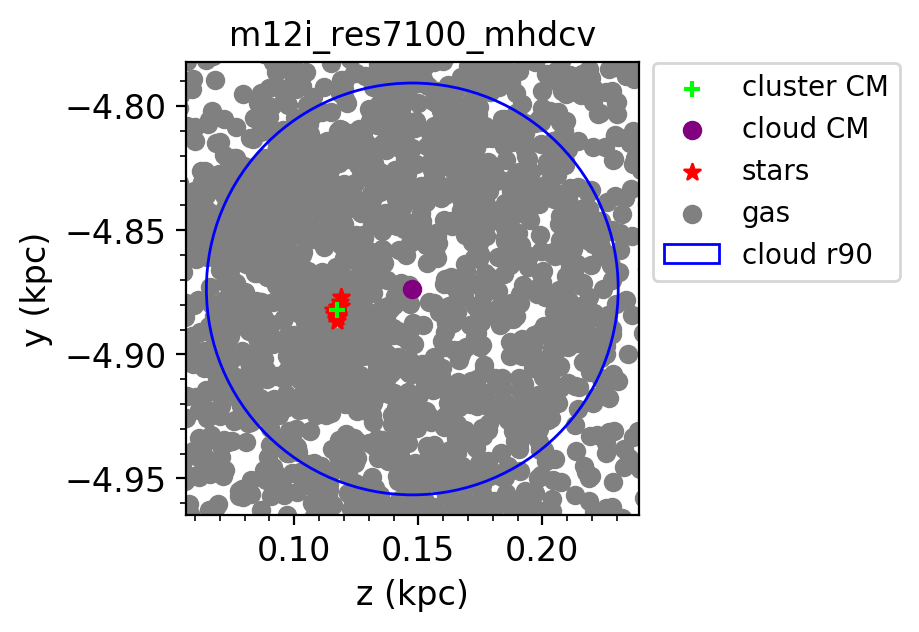 m12i_res7100_mhdcv
cluster CM
cloud CM
stars
gas
cloud r90
−4.80
−4.85
−4.90
−4.95
y (kpc)
0.10 0.15 0.20
z (kpc)